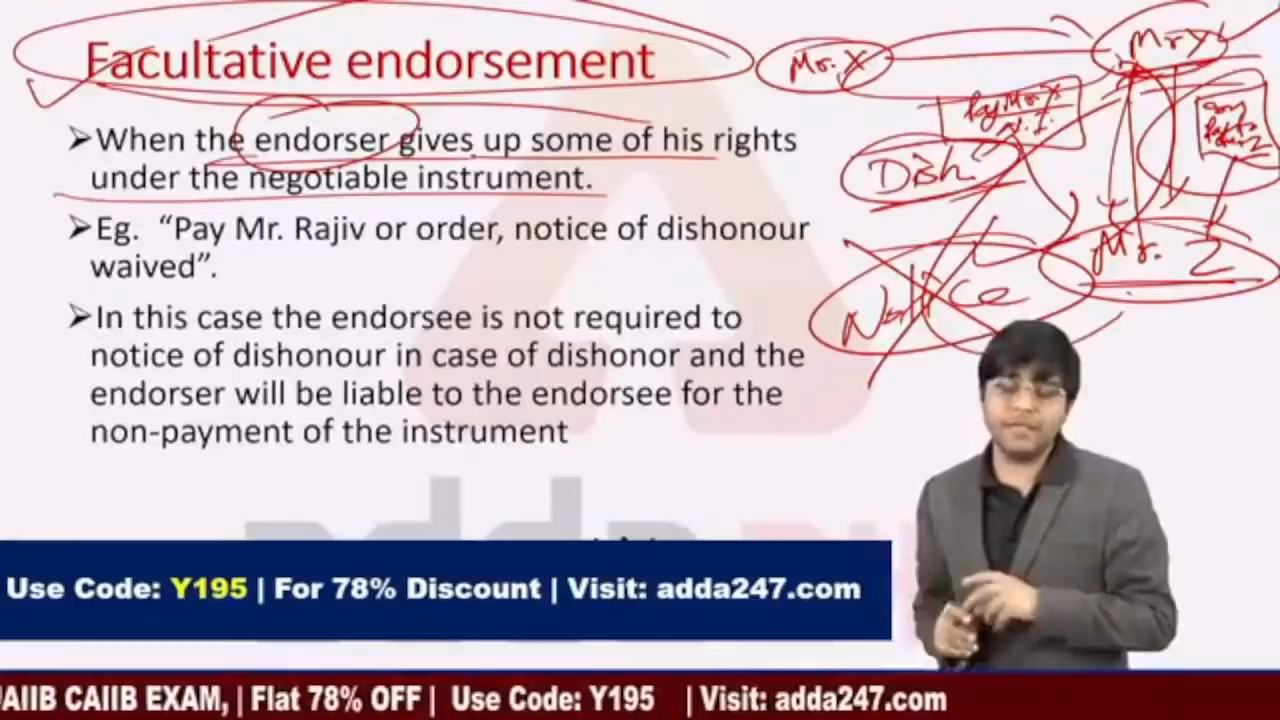 Facultative endorsement
➢When the endorser gives up some of his rights
under the negotiable instrument.
➢Eg. “Pay Mr. Rajiv or order, notice of dishonour
waived”.
➢In this case the endorsee is not required to
notice of dishonour in case of dishonor and the
endorser will be liable to the endorsee for the
non-payment of the instrument
Mr. X
Mr Y
Dish
Notice
Mr. Z
adda
Use Code: Y195 | For 78% Discount | Visit: adda247.com
JAIIB CAIIB EXAM, | Flat 78% OFF | Use Code: Y195 | Visit: adda247.com